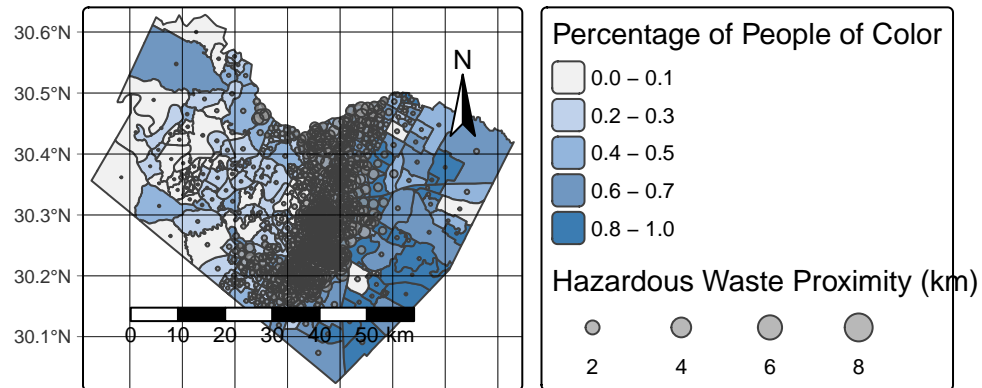 30.6°N
30.5°N
30.4°N
30.3°N
30.2°N
30.1°N
N
0 10 20 30 40 50 km
Percentage of People of Color
0.0 – 0.1
0.2 – 0.3
0.4 – 0.5
0.6 – 0.7
0.8 – 1.0
Hazardous Waste Proximity (km)
2 4 6 8